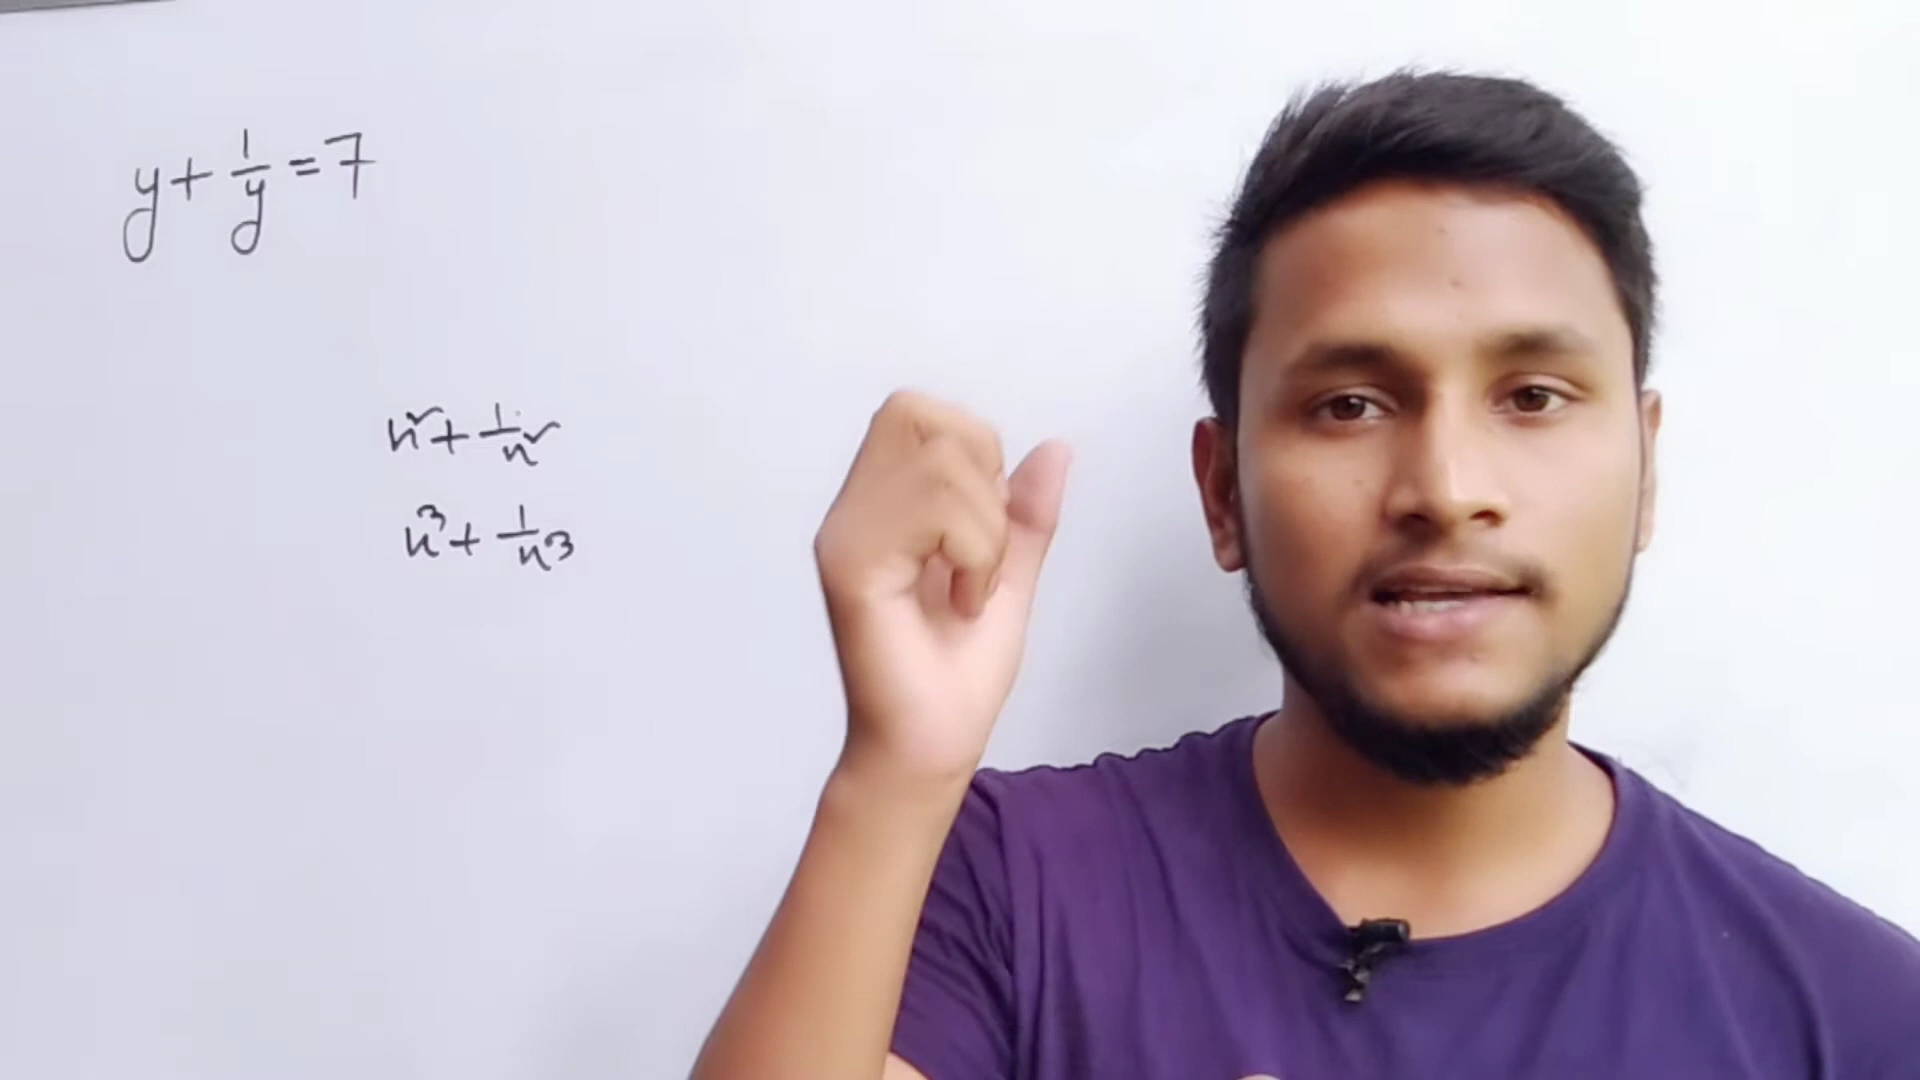 y + 1/y = 7
x² + 1/x²
x³ + 1/x³